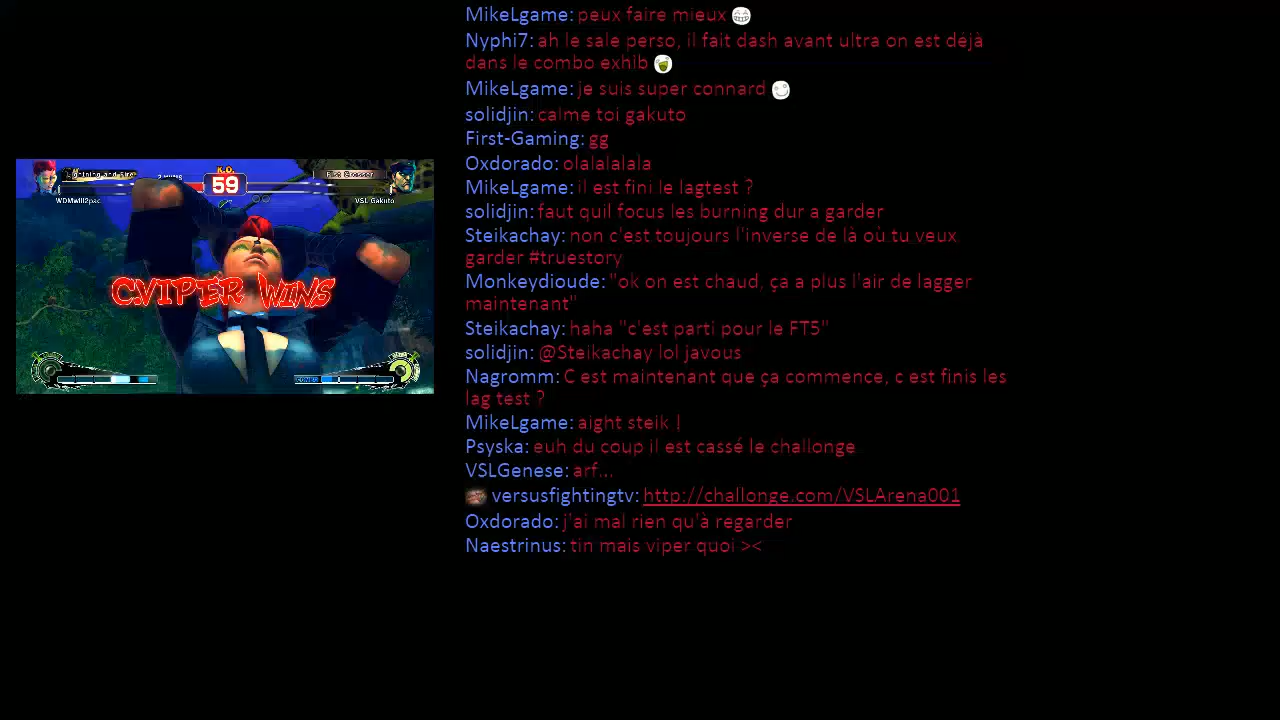 MikeLgame: peux faire mieux
Nyphi7: ah le sale perso, il fait dash avant ultra on est déjà
dans le combo exhib
MikeLgame: je suis super connard
solidjin: calme toi gakuto
First-Gaming: gg
Oxdorado: olalalalala
MikeLgame: il est fini le lagtest ?
solidjin: faut quil focus les burning dur a garder
Steikachay: non c'est toujours l'inverse de là où tu veux
garder #truestory
Monkeydioude: "ok on est chaud, ça a plus l'air de lagger
maintenant"
Steikachay: haha "c'est parti pour le FT5"
solidjin: @Steikachay lol javous
Nagromm: C est maintenant que ça commence, c est finis les
lag test ?
MikeLgame: aight steik !
Psyska: euh du coup il est cassé le challonge
VSLGenese: arf...
versusfightingtv: http://challonge.com/VSLArena001
Oxdorado: j'ai mal rien qu'à regarder
Naestrinus: tin mais viper quoi ><
K.O.
59
WDMwill2pac
VSL Gakuto
C.VIPER WINS